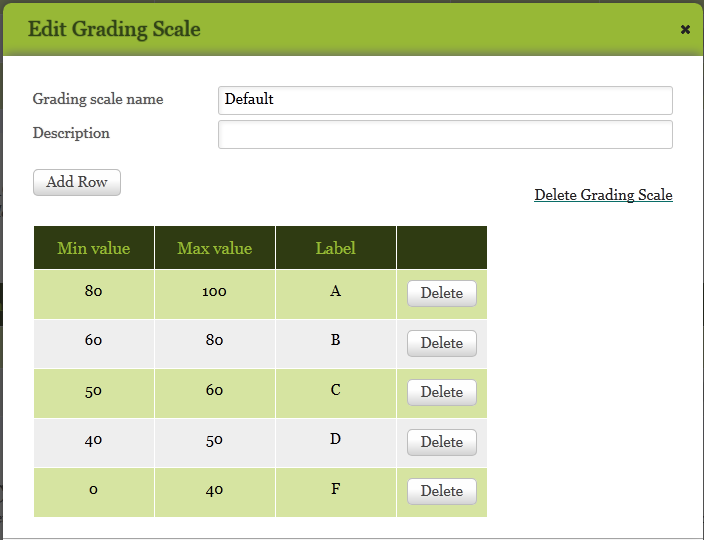 Edit Grading Scale
Grading scale name Default
Description
Add Row
Delete Grading Scale
Min value Max value Label
80 100 A Delete
60 80 B Delete
50 60 C Delete
40 50 D Delete
0 40 F Delete